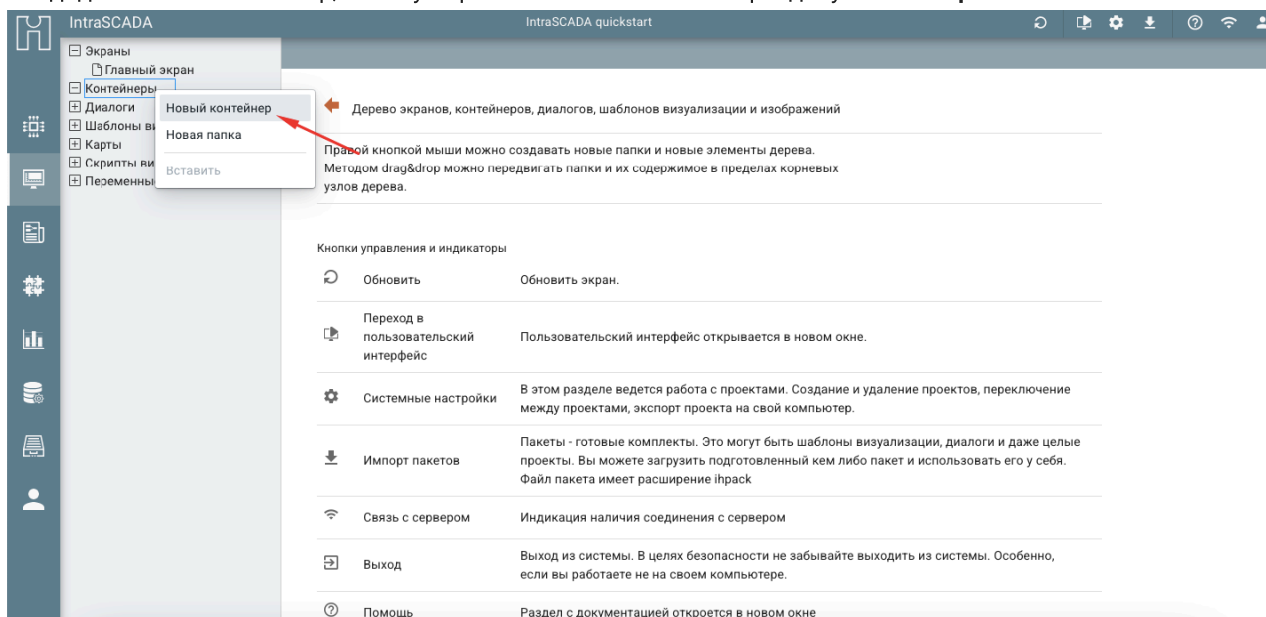 IntraSCADA
IntraSCADA quickstart
Экраны
Главный экран
Контейнеры
Диалоги
Шаблоны ви
Карты
Скрипты ви
Переменны
Новый контейнер
Новая папка
Вставить
Дерево экранов, контейнеров, диалогов, шаблонов визуализации и изображений
Правой кнопкой мыши можно создавать новые папки и новые элементы дерева.
Методом drag&drop можно передвигать папки и их содержимое в пределах корневых
узлов дерева.
Кнопки управления и индикаторы
Обновить
Обновить экран.
Переход в
пользовательский
интерфейс
Пользовательский интерфейс открывается в новом окне.
Системные настройки
В этом разделе ведется работа с проектами. Создание и удаление проектов, переключение
между проектами, экспорт проекта на свой компьютер.
Импорт пакетов
Пакеты - готовые комплекты. Это могут быть шаблоны визуализации, диалоги и даже целые
проекты. Вы можете загрузить подготовленный кем либо пакет и использовать его у себя.
Файл пакета имеет расширение ihpack
Связь с сервером
Индикация наличия соединения с сервером
Выход
Выход из системы. В целях безопасности не забывайте выходить из системы. Особенно,
если вы работаете не на своем компьютере.
Помощь
Раздел с документацией откроется в новом окне